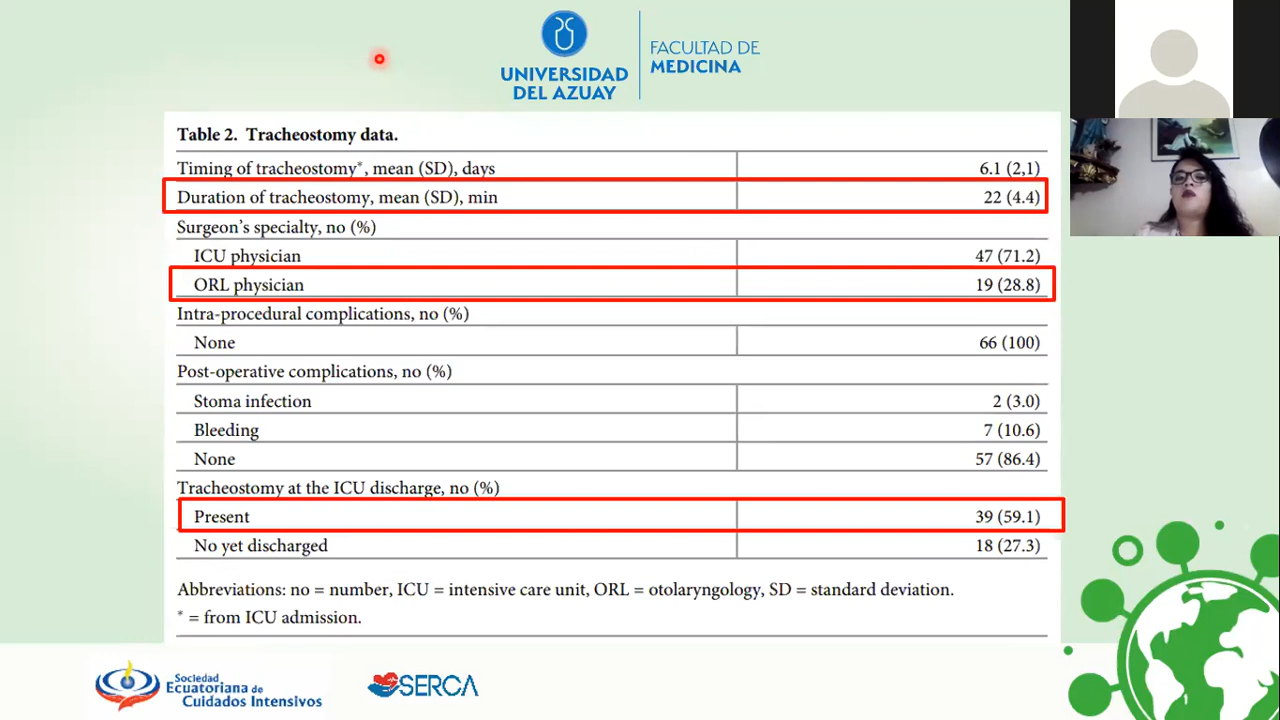 UNIVERSIDAD
DEL AZUAY
FACULTAD DE
MEDICINA
Table 2. Tracheostomy data.
Timing of tracheostomy*, mean (SD), days 6.1 (2,1)
Duration of tracheostomy, mean (SD), min 22 (4.4)
Surgeon's specialty, no (%)
ICU physician 47 (71.2)
ORL physician 19 (28.8)
Intra-procedural complications, no (%)
None 66 (100)
Post-operative complications, no (%)
Stoma infection 2 (3.0)
Bleeding 7 (10.6)
None 57 (86.4)
Tracheostomy at the ICU discharge, no (%)
Present 39 (59.1)
No yet discharged 18 (27.3)
Abbreviations: no = number, ICU = intensive care unit, ORL = otolaryngology, SD = standard deviation.
* = from ICU admission.
Sociedad
Ecuatoriana de
Cuidados Intensivos
SERCA